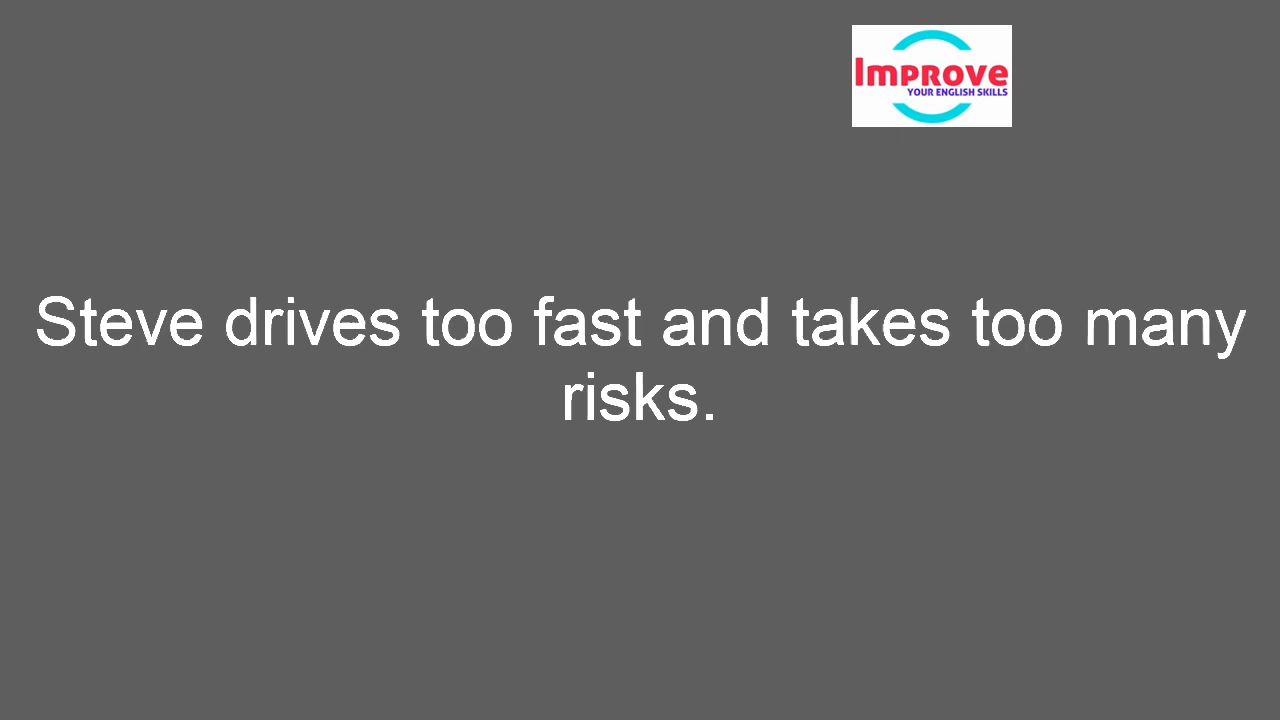 Improve
YOUR ENGLISH SKILLS
Steve drives too fast and takes too many
risks.